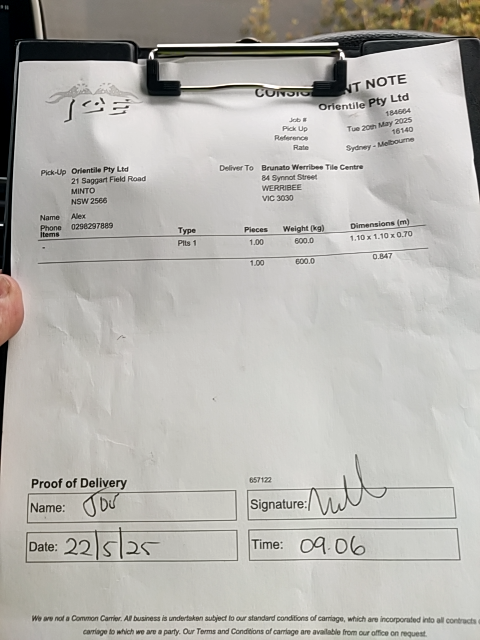 CONSIG NT NOTE
Orientile Pty Ltd
Job # 184664
Pick Up Tue 20th May 2025
Reference 16140
Rate Sydney - Melbourne
Pick-Up Orientile Pty Ltd
21 Saggart Field Road
MINTO
NSW 2566
Deliver To Brunato Werribee Tile Centre
84 Synnot Street
WERRIBEE
VIC 3030
Name Alex
Phone 0298297889
Items Type Pieces Weight (kg) Dimensions (m)
- Plts 1 1.00 600.0 1.10 x 1.10 x 0.70
1.00 600.0 0.847
Proof of Delivery
657122
Name:
Signature:
Date: 22/5/25
Time: 09.06
We are not a Common Carrier. All business is undertaken subject to our standard conditions of carriage, which are incorporated into all contracts
carriage to which we are a party. Our Terms and Conditions of carriage are available from our office on request.